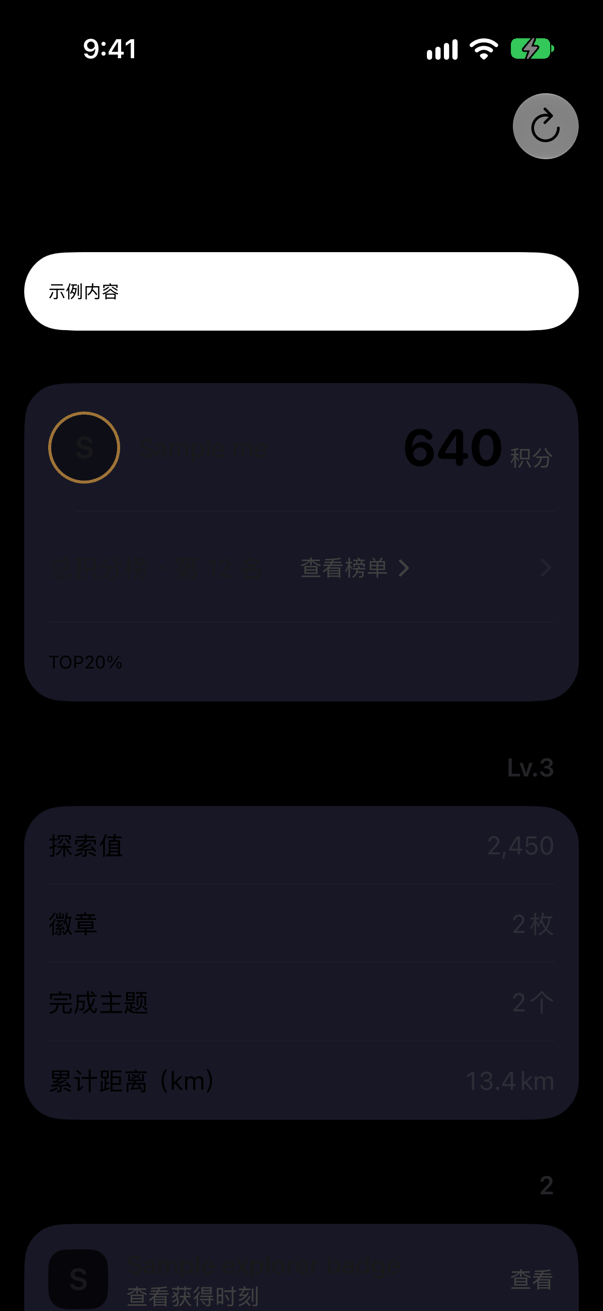 9:41
示例内容
S
640 积分
查看榜单
TOP20%
Lv.3
探索值 2,450
徽章 2枚
完成主题 2个
累计距离（km） 13.4km
2
S
查看获得时刻 查看